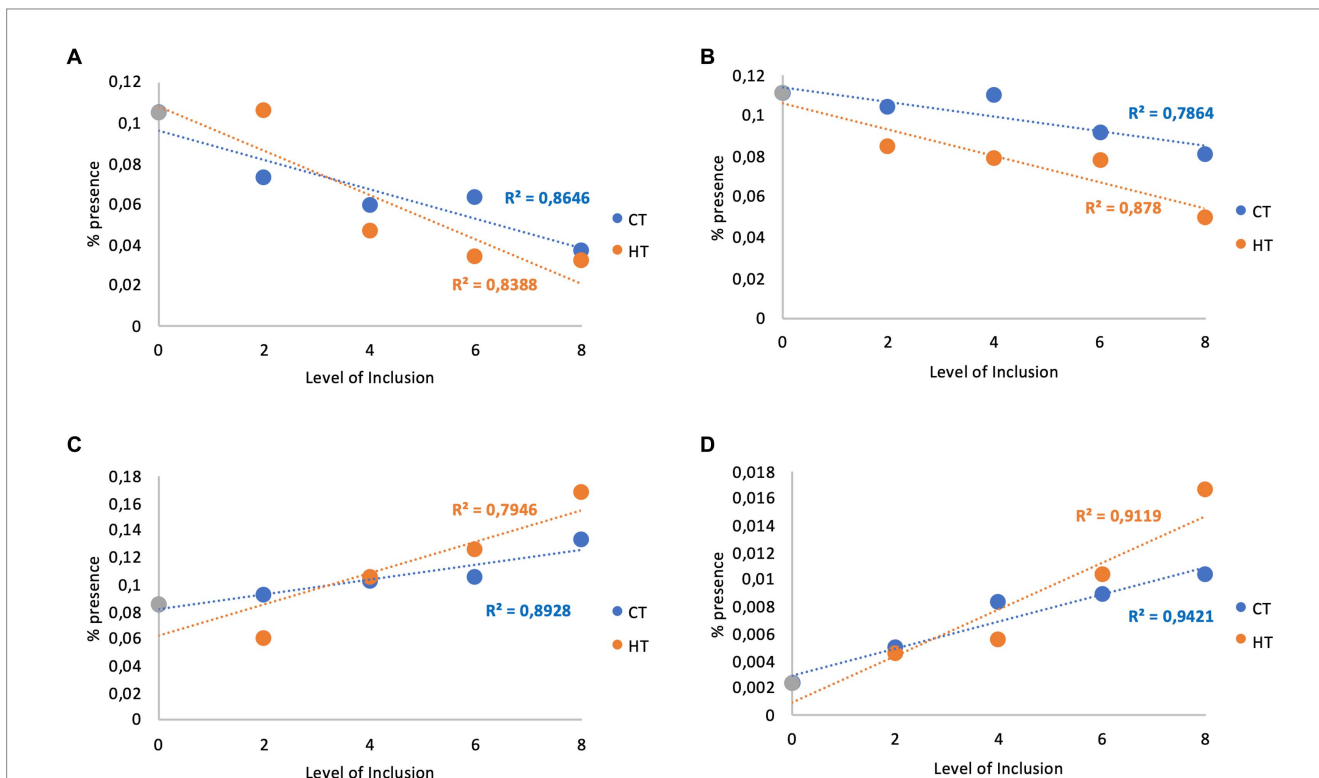 A
0,12
0,1
0,08
0,06
0,04
0,02
0
% presence
0 2 4 6 8
Level of Inclusion
R² = 0,8646
R² = 0,8388
CT
HT
B
0,12
0,1
0,08
0,06
0,04
0,02
0
% presence
0 2 4 6 8
Level of Inclusion
R² = 0,7864
R² = 0,878
CT
HT
C
0,18
0,16
0,14
0,12
0,1
0,08
0,06
0,04
0,02
0
% presence
0 2 4 6 8
Level of Inclusion
R² = 0,7946
R² = 0,8928
CT
HT
D
0,018
0,016
0,014
0,012
0,01
0,008
0,006
0,004
0,002
0
% presence
0 2 4 6 8
Level of Inclusion
R² = 0,9119
R² = 0,9421
CT
HT